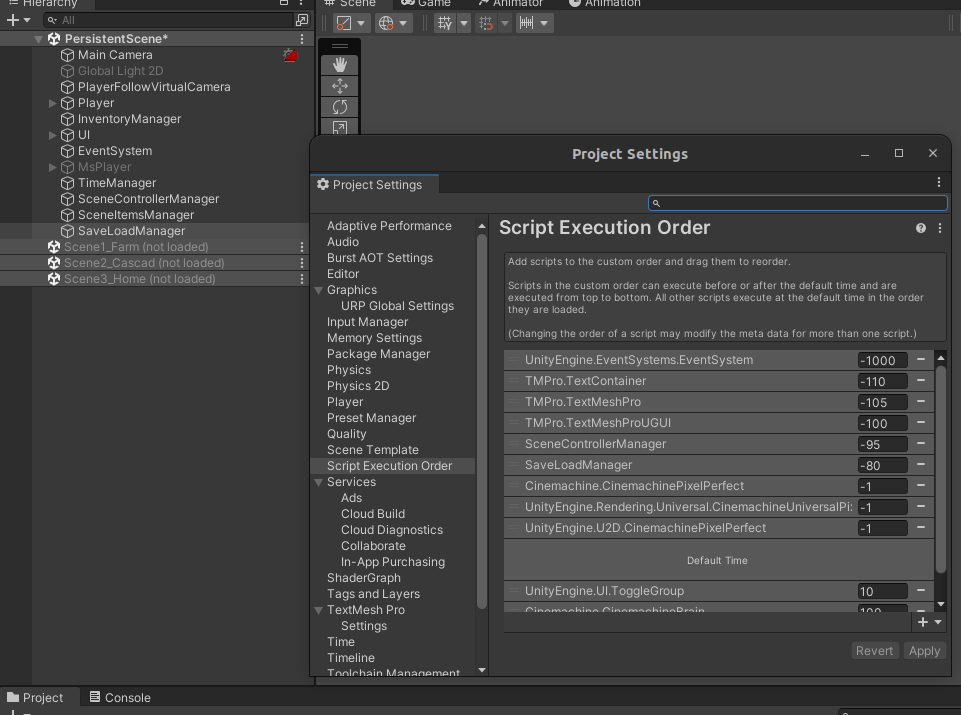 Hierarchy
Scene
Game
Animator
Animation
All
PersistentScene*
Main Camera
Global Light 2D
PlayerFollowVirtualCamera
Player
InventoryManager
UI
EventSystem
MsPlayer
TimeManager
SceneControllerManager
SceneItemsManager
SaveLoadManager
Scene1_Farm (not loaded)
Scene2_Cascad (not loaded)
Scene3_Home (not loaded)
Project Settings
Project Settings
Adaptive Performance
Audio
Burst AOT Settings
Editor
Graphics
URP Global Settings
Input Manager
Memory Settings
Package Manager
Physics
Physics 2D
Player
Preset Manager
Quality
Scene Template
Script Execution Order
Services
Ads
Cloud Build
Cloud Diagnostics
Collaborate
In-App Purchasing
ShaderGraph
Tags and Layers
TextMesh Pro
Settings
Time
Timeline
Toolchain Management
Script Execution Order
Add scripts to the custom order and drag them to reorder.
Scripts in the custom order can execute before or after the default time and are
executed from top to bottom. All other scripts execute at the default time in the order
they are loaded.
(Changing the order of a script may modify the meta data for more than one script.)
UnityEngine.EventSystems.EventSystem -1000
TMPro.TextContainer -110
TMPro.TextMeshPro -105
TMPro.TextMeshProUGUI -100
SceneControllerManager -95
SaveLoadManager -80
Cinemachine.CinemachinePixelPerfect -1
UnityEngine.Rendering.Universal.CinemachineUniversalPi: -1
UnityEngine.U2D.CinemachinePixelPerfect -1
Default Time
UnityEngine.UI.ToggleGroup 10
Cinemachine.CinemachineBrain 100
Revert Apply
Project
Console